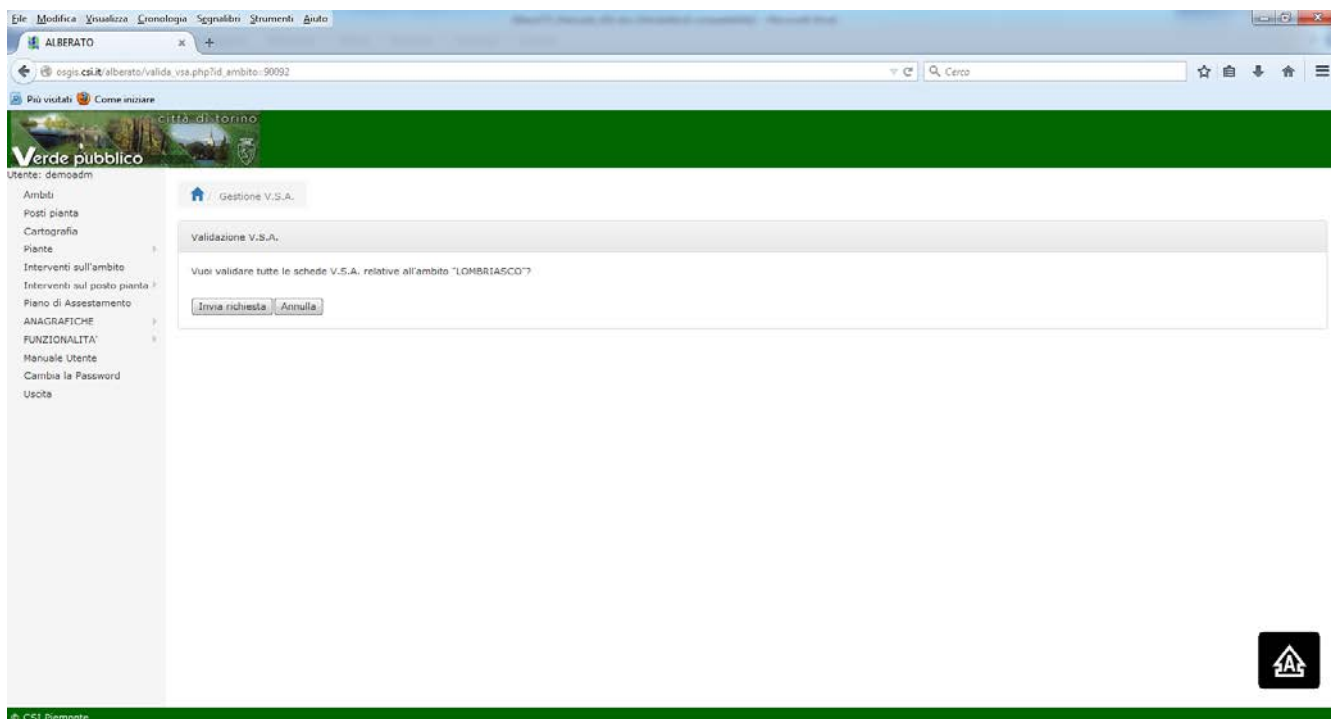 File Modifica Visualizza Cronologia Segnalibri Strumenti Aiuto
ALBERATO
osgis.csi.it/alberato/valida_vsa.php?id_ambito=90092
Cerca
Più visitati Come iniziare
città di torino
Verde pubblico
Utente: demoadm
Ambiti
Posti pianta
Cartografia
Piante
Interventi sull'ambito
Interventi sul posto pianta
Piano di Assestamento
ANAGRAFICHE
FUNZIONALITA'
Manuale Utente
Cambia la Password
Uscita
/ Gestione V.S.A.
Validazione V.S.A.
Vuoi validare tutte le schede V.S.A. relative all'ambito "LOMBRIASCO"?
Invia richiesta Annulla
A
© CSI Piemonte